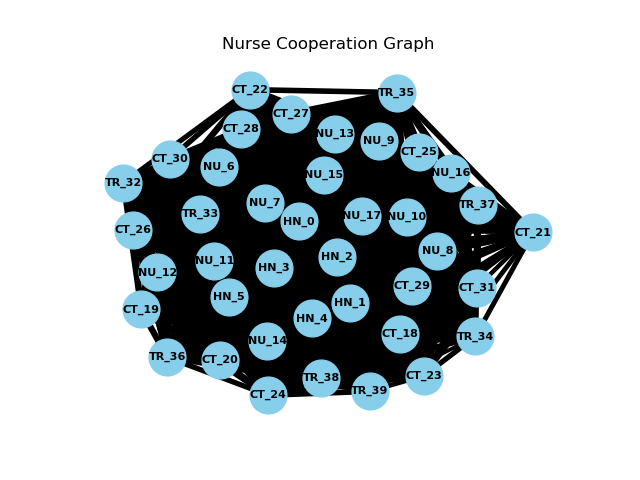 Nurse Cooperation Graph
CT_22
TR_35
CT_27
CT_28
NU_13
NU_9
CT_25
CT_30
NU_6
NU_16
NU_15
TR_32
NU_7
TR_37
TR_33
HN_0
NU_17
NU_10
CT_26
CT_21
NU_8
HN_2
NU_11
HN_3
NU_12
CT_29
CT_31
HN_5
HN_1
CT_19
HN_4
CT_18
TR_34
NU_14
TR_36
CT_20
TR_38
CT_23
TR_39
CT_24